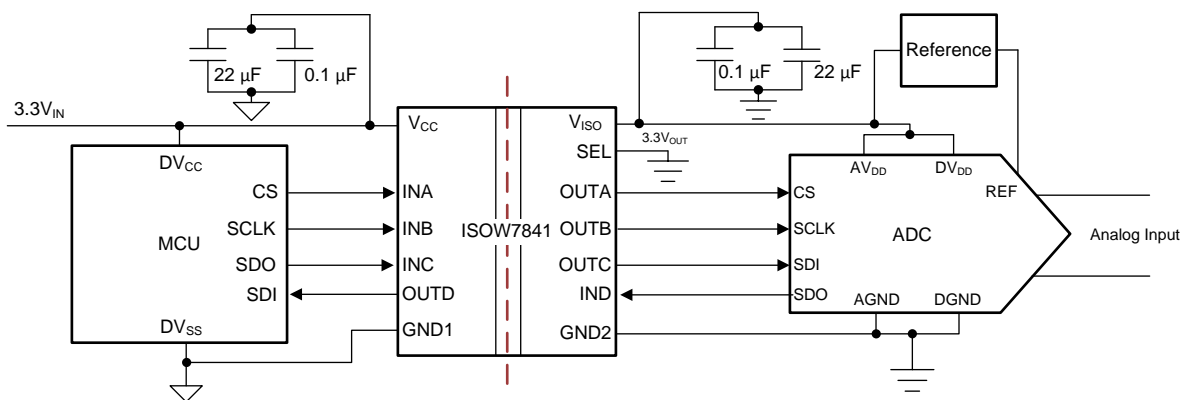 22 µF
0.1 µF
0.1 µF
22 µF
Reference
3.3V_IN
V_CC
V_ISO
3.3V_OUT
SEL
DV_CC
AV_DD
DV_DD
REF
CS
INA
OUTA
CS
SCLK
INB
ISOW7841
OUTB
SCLK
MCU
ADC
Analog Input
SDO
INC
OUTC
SDI
SDI
OUTD
IND
SDO
AGND
DGND
DV_SS
GND1
GND2